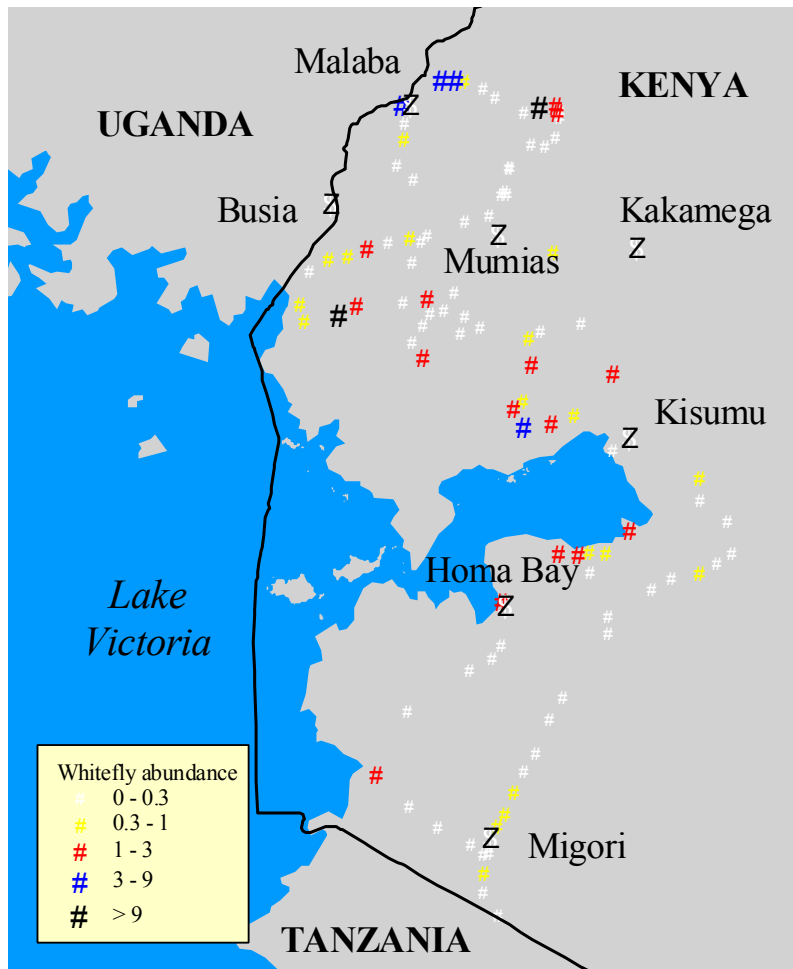 Malaba
KENYA
UGANDA
Busia
Kakamega
Mumias
Kisumu
Homa Bay
Lake
Victoria
Whitefly abundance
# 0 - 0.3
# 0.3 - 1
# 1 - 3
# 3 - 9
# > 9
Migori
TANZANIA